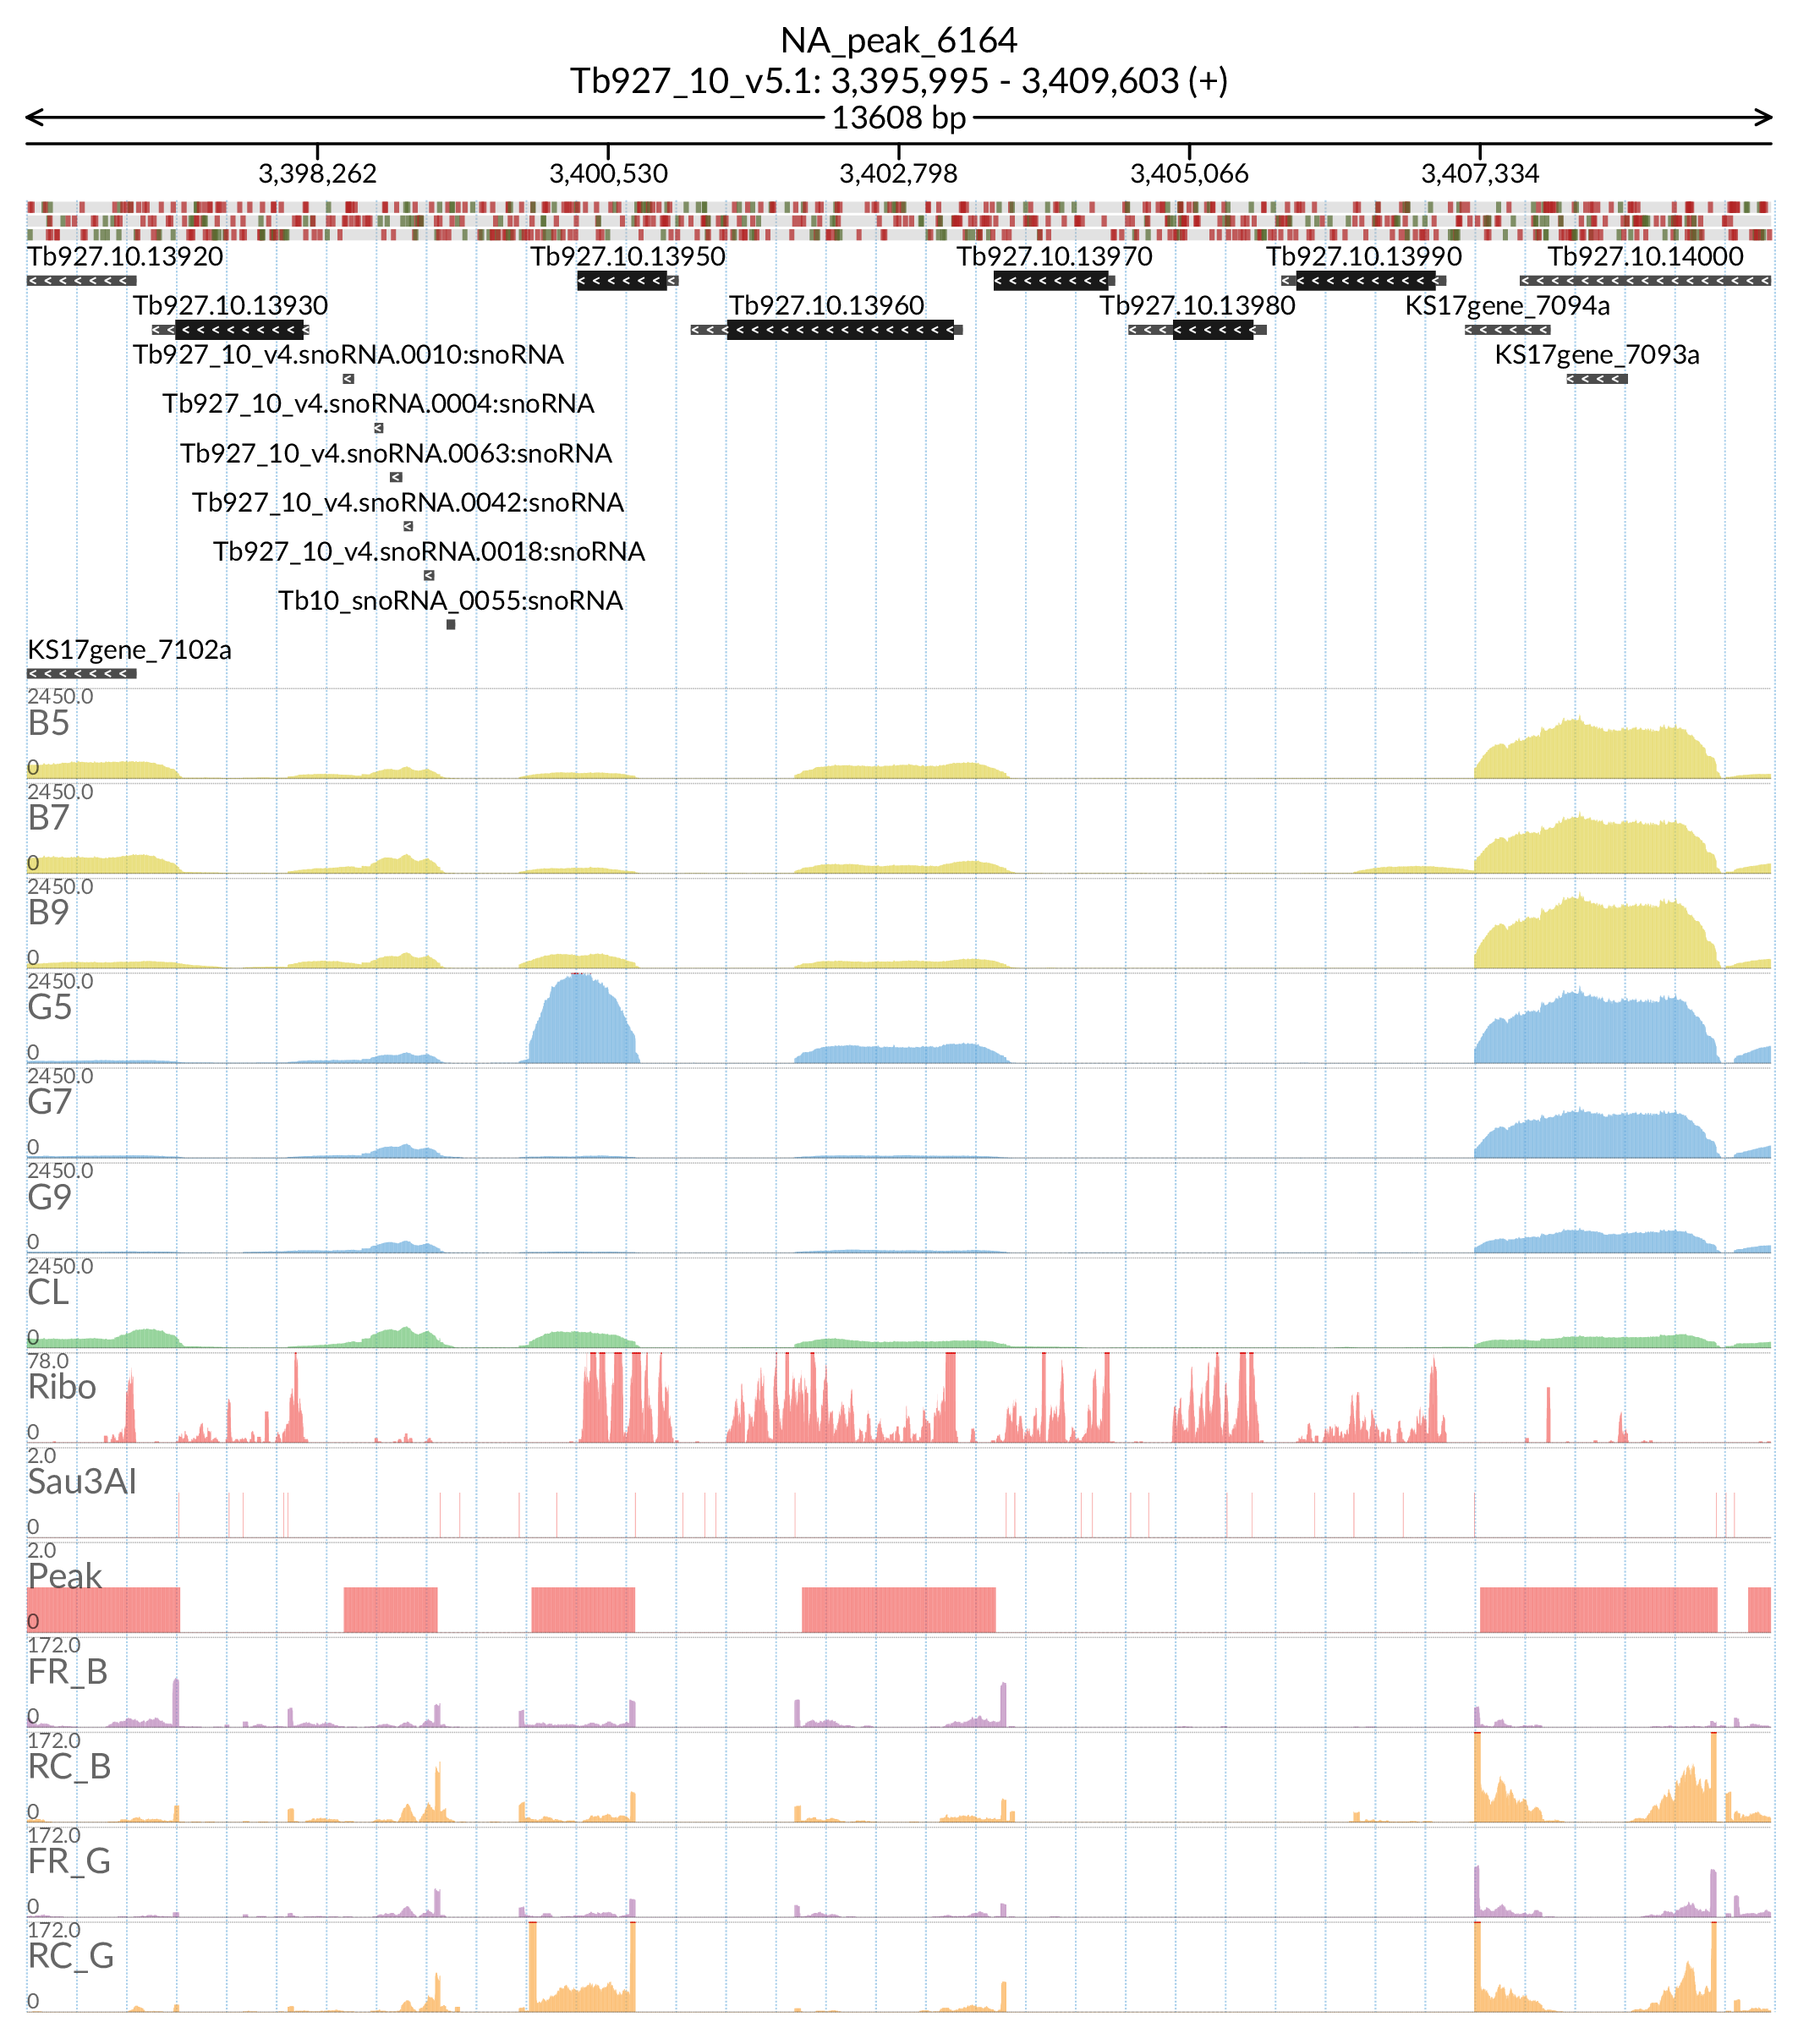 NA_peak_6164
Tb927_10_v5.1: 3,395,995 - 3,409,603 (+)
13608 bp
3,398,262 3,400,530 3,402,798 3,405,066 3,407,334
Tb927.10.13920 Tb927.10.13950 Tb927.10.13970 Tb927.10.13990 Tb927.10.14000
Tb927.10.13930 Tb927.10.13960 Tb927.10.13980 KS17gene_7094a
Tb927_10_v4.snoRNA.0010:snoRNA KS17gene_7093a
Tb927_10_v4.snoRNA.0004:snoRNA
Tb927_10_v4.snoRNA.0063:snoRNA
Tb927_10_v4.snoRNA.0042:snoRNA
Tb927_10_v4.snoRNA.0018:snoRNA
Tb10_snoRNA_0055:snoRNA
KS17gene_7102a
2450.0
B5
0
2450.0
B7
0
2450.0
B9
0
2450.0
G5
0
2450.0
G7
0
2450.0
G9
0
2450.0
CL
0
78.0
Ribo
0
2.0
Sau3AI
0
2.0
Peak
0
172.0
FR_B
0
172.0
RC_B
0
172.0
FR_G
0
172.0
RC_G
0